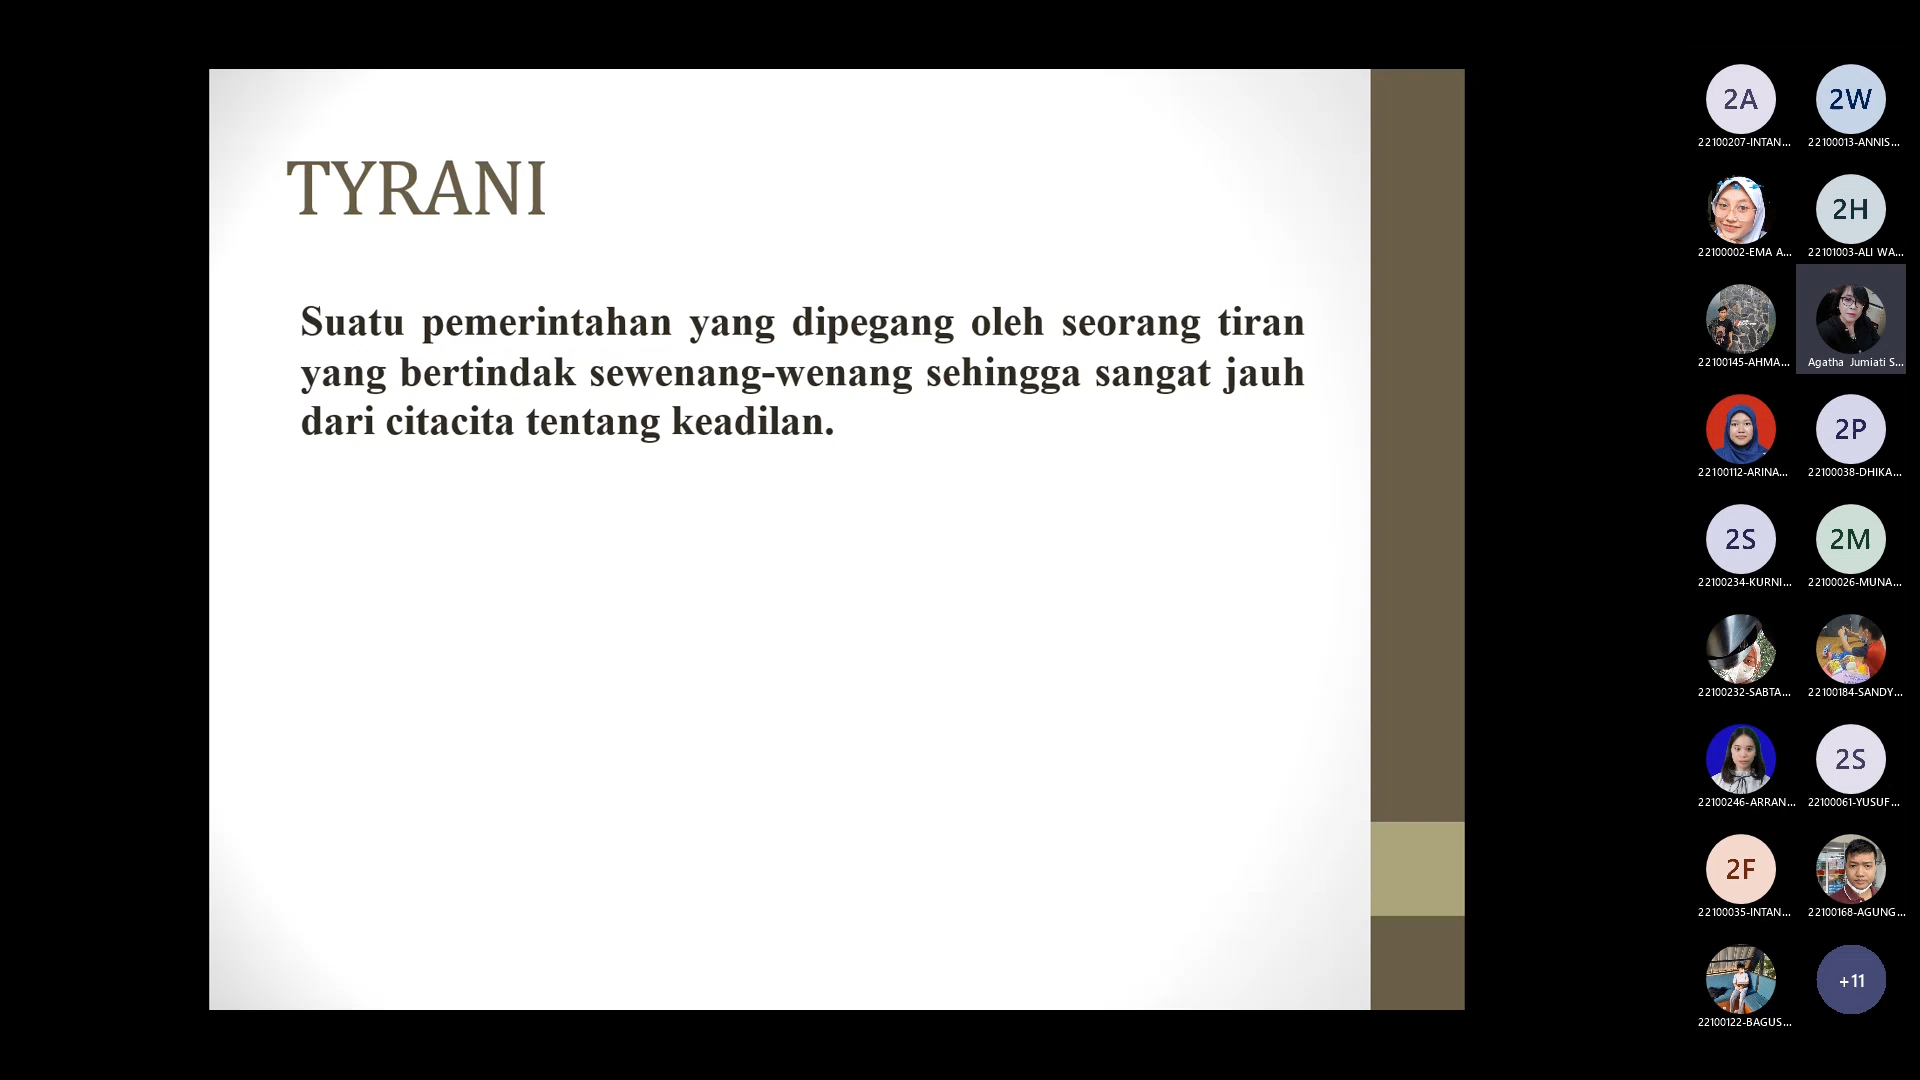 TYRANI
Suatu pemerintahan yang dipegang oleh seorang tiran
yang bertindak sewenang-wenang sehingga sangat jauh
dari citacita tentang keadilan.
2A
2W
22100207-INTAN...
22100013-ANNIS...
2H
22100002-EMA A...
22101003-ALI WA...
22100145-AHMA...
Agatha Jumiati S...
2P
22100112-ARINA...
22100038-DHIKA...
2S
2M
22100234-KURNI...
22100026-MUNA...
22100232-SABTA...
22100184-SANDY...
2S
22100246-ARRAN...
22100061-YUSUF...
2F
22100035-INTAN...
22100168-AGUNG...
+11
22100122-BAGUS...